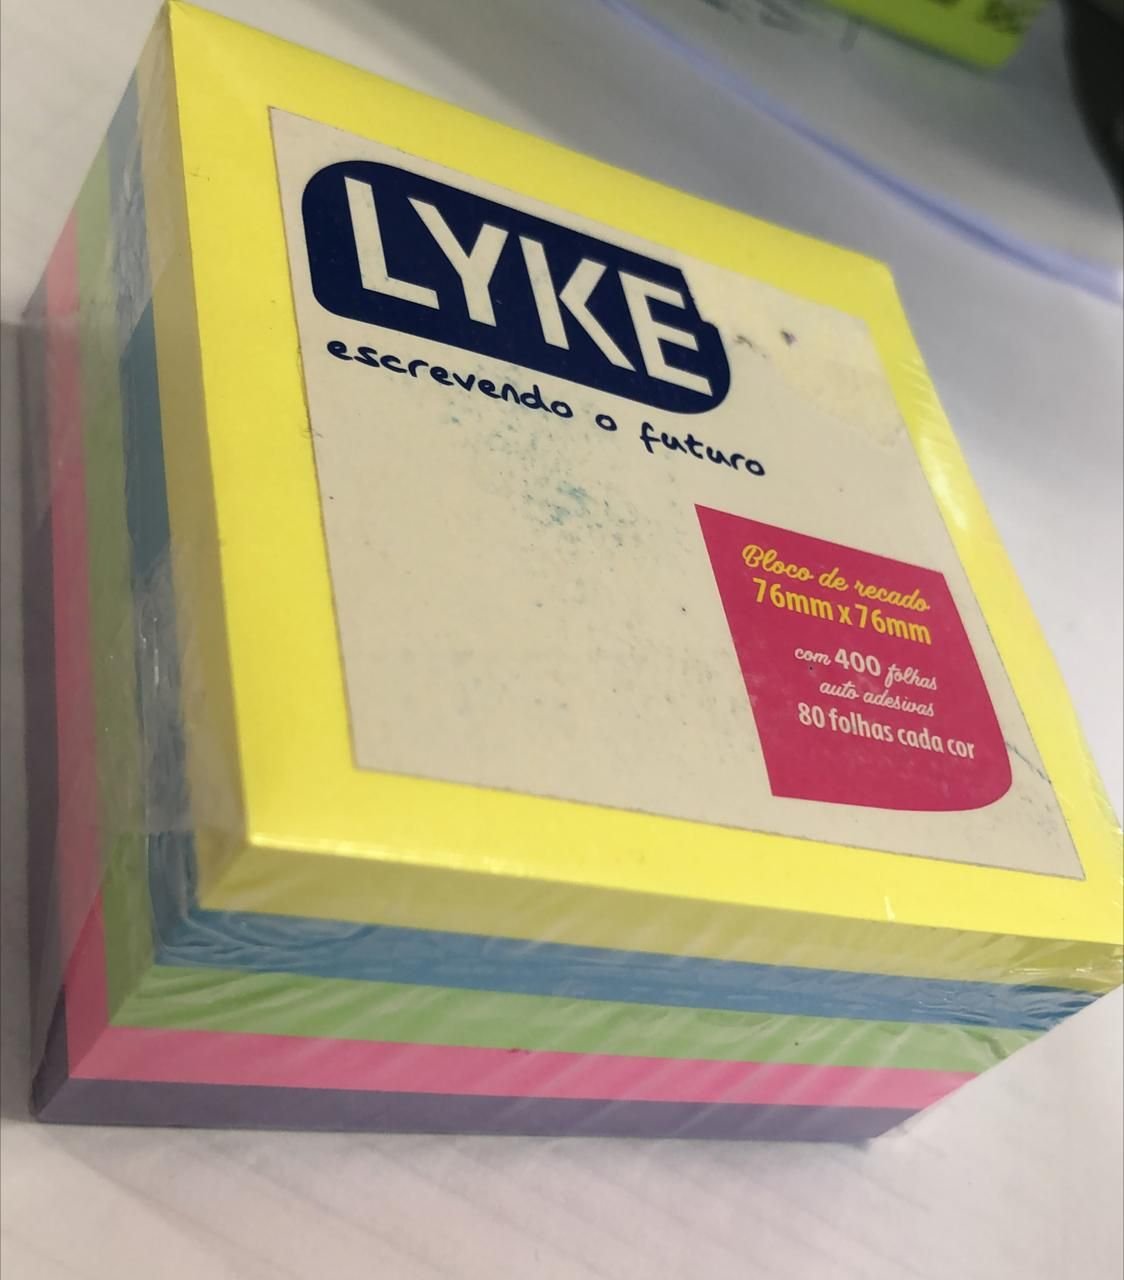 LYKE
escrevendo o futuro
Bloco de recado
76mm x 76mm
com 400 folhas
auto adesivas
80 folhas cada cor